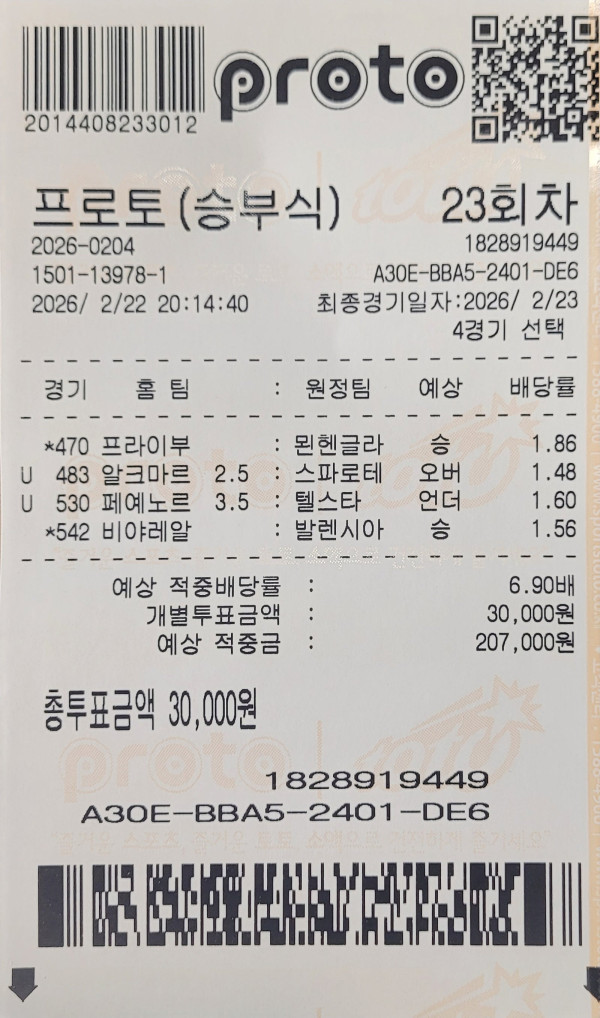 proto
2014408233012
프로토(승부식) 23회차
2026-0204 1828919449
1501-13978-1 A30E-BBA5-2401-DE6
2026/ 2/22 20:14:40 최종경기일자:2026/ 2/23
4경기 선택
경기 홈 팀 : 원정팀 예상 배당률
*470 프라이부 : 묀헨글라 승 1.86
U 483 알크마르 2.5 : 스파로테 오버 1.48
U 530 페예노르 3.5 : 텔스타 언더 1.60
*542 비야레알 : 발렌시아 승 1.56
예상 적중배당률 : 6.90배
개별투표금액 : 30,000원
예상 적중금 : 207,000원
총투표금액 30,000원
1828919449
A30E-BBA5-2401-DE6